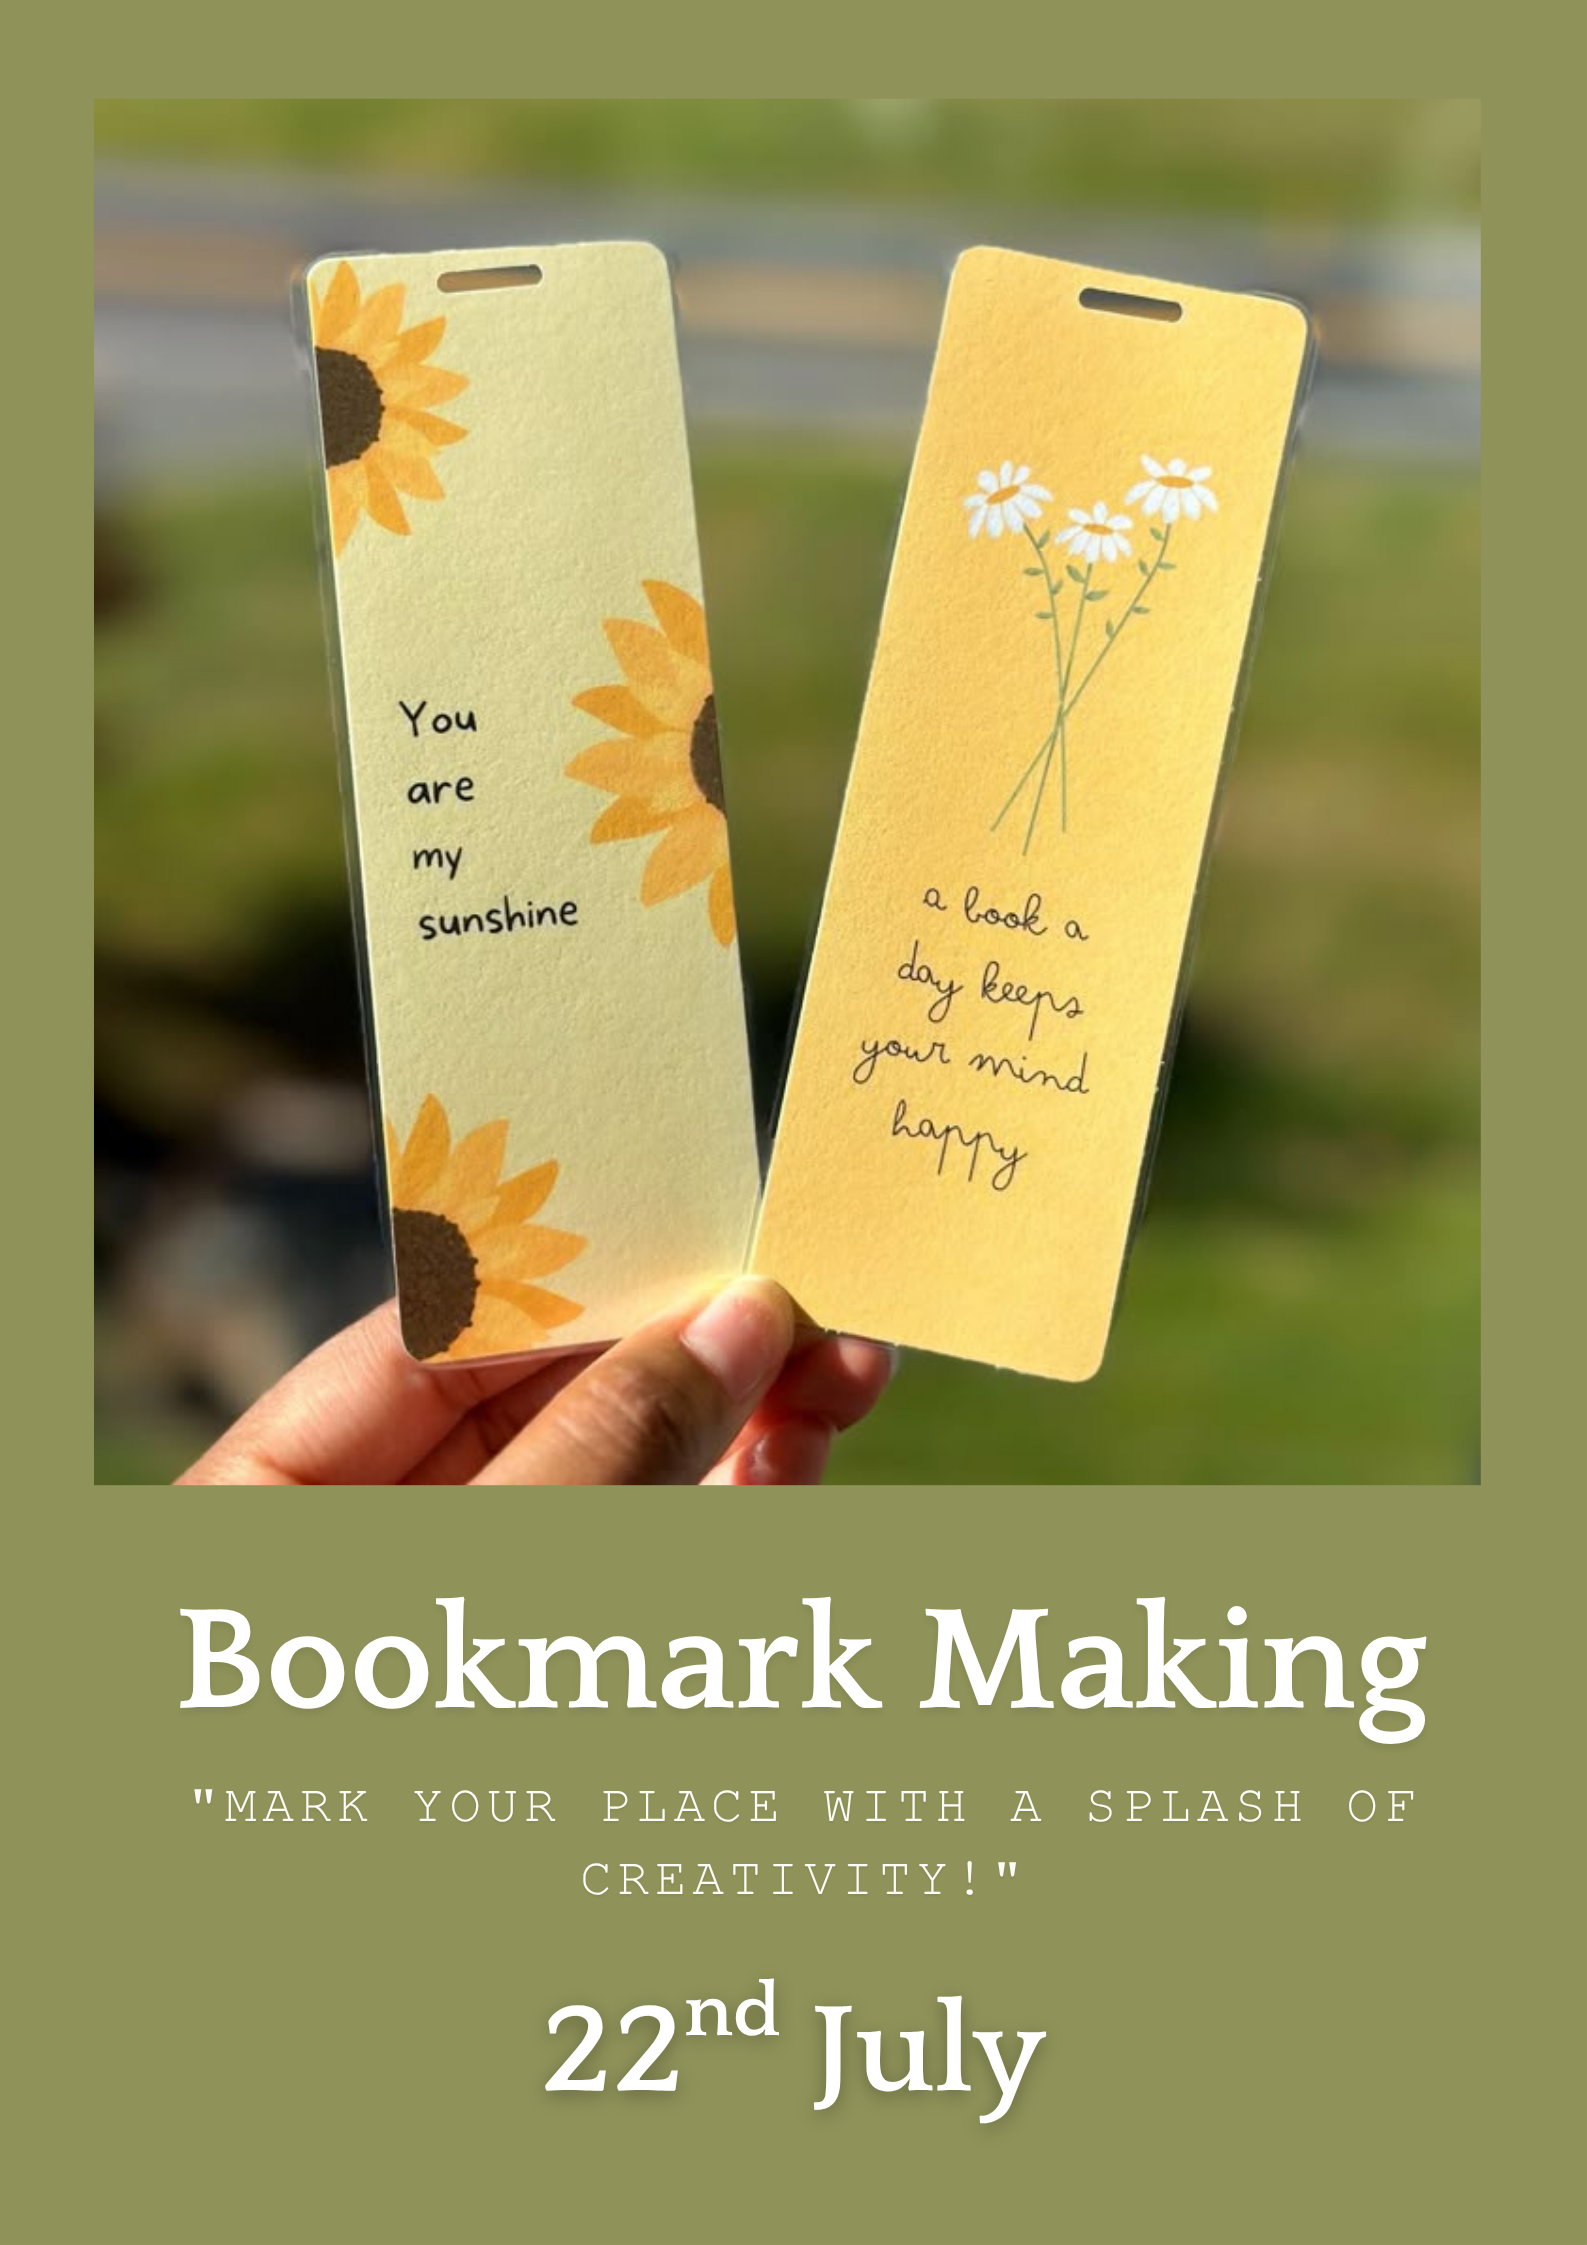 You
are
my
sunshine
a book a
day keeps
your mind
happy
Bookmark Making
"MARK YOUR PLACE WITH A SPLASH OF
CREATIVITY!"
22nd July